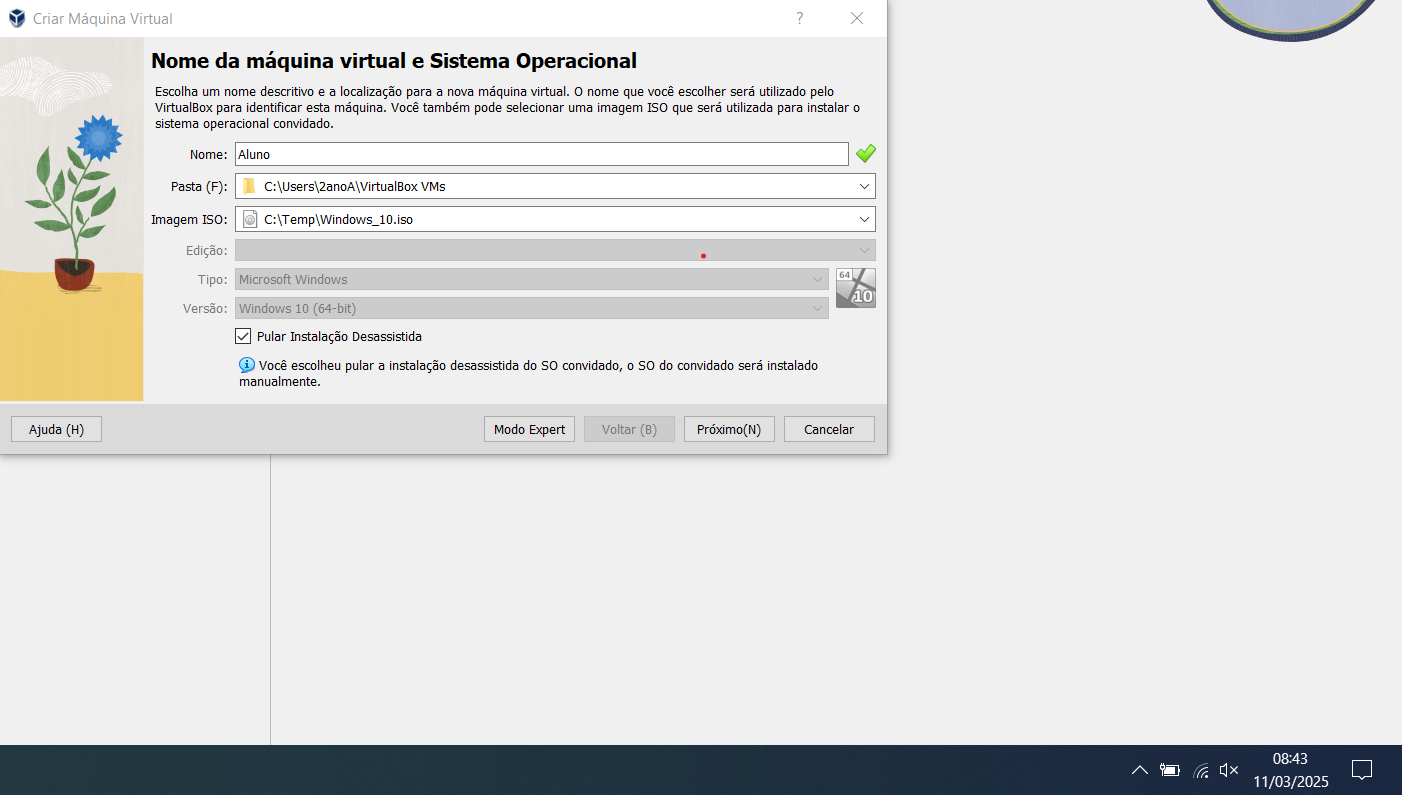 Criar Máquina Virtual
?
Nome da máquina virtual e Sistema Operacional
Escolha um nome descritivo e a localização para a nova máquina virtual. O nome que você escolher será utilizado pelo
VirtualBox para identificar esta máquina. Você também pode selecionar uma imagem ISO que será utilizada para instalar o
sistema operacional convidado.
Nome: Aluno
Pasta (F): C:\Users\2anoA\VirtualBox VMs
Imagem ISO: C:\Temp\Windows_10.iso
Edição:
Tipo: Microsoft Windows
64
10
Versão: Windows 10 (64-bit)
Pular Instalação Desassistida
Você escolheu pular a instalação desassistida do SO convidado, o SO do convidado será instalado
manualmente.
Ajuda (H) Modo Expert Voltar (B) Próximo(N) Cancelar
08:43
11/03/2025